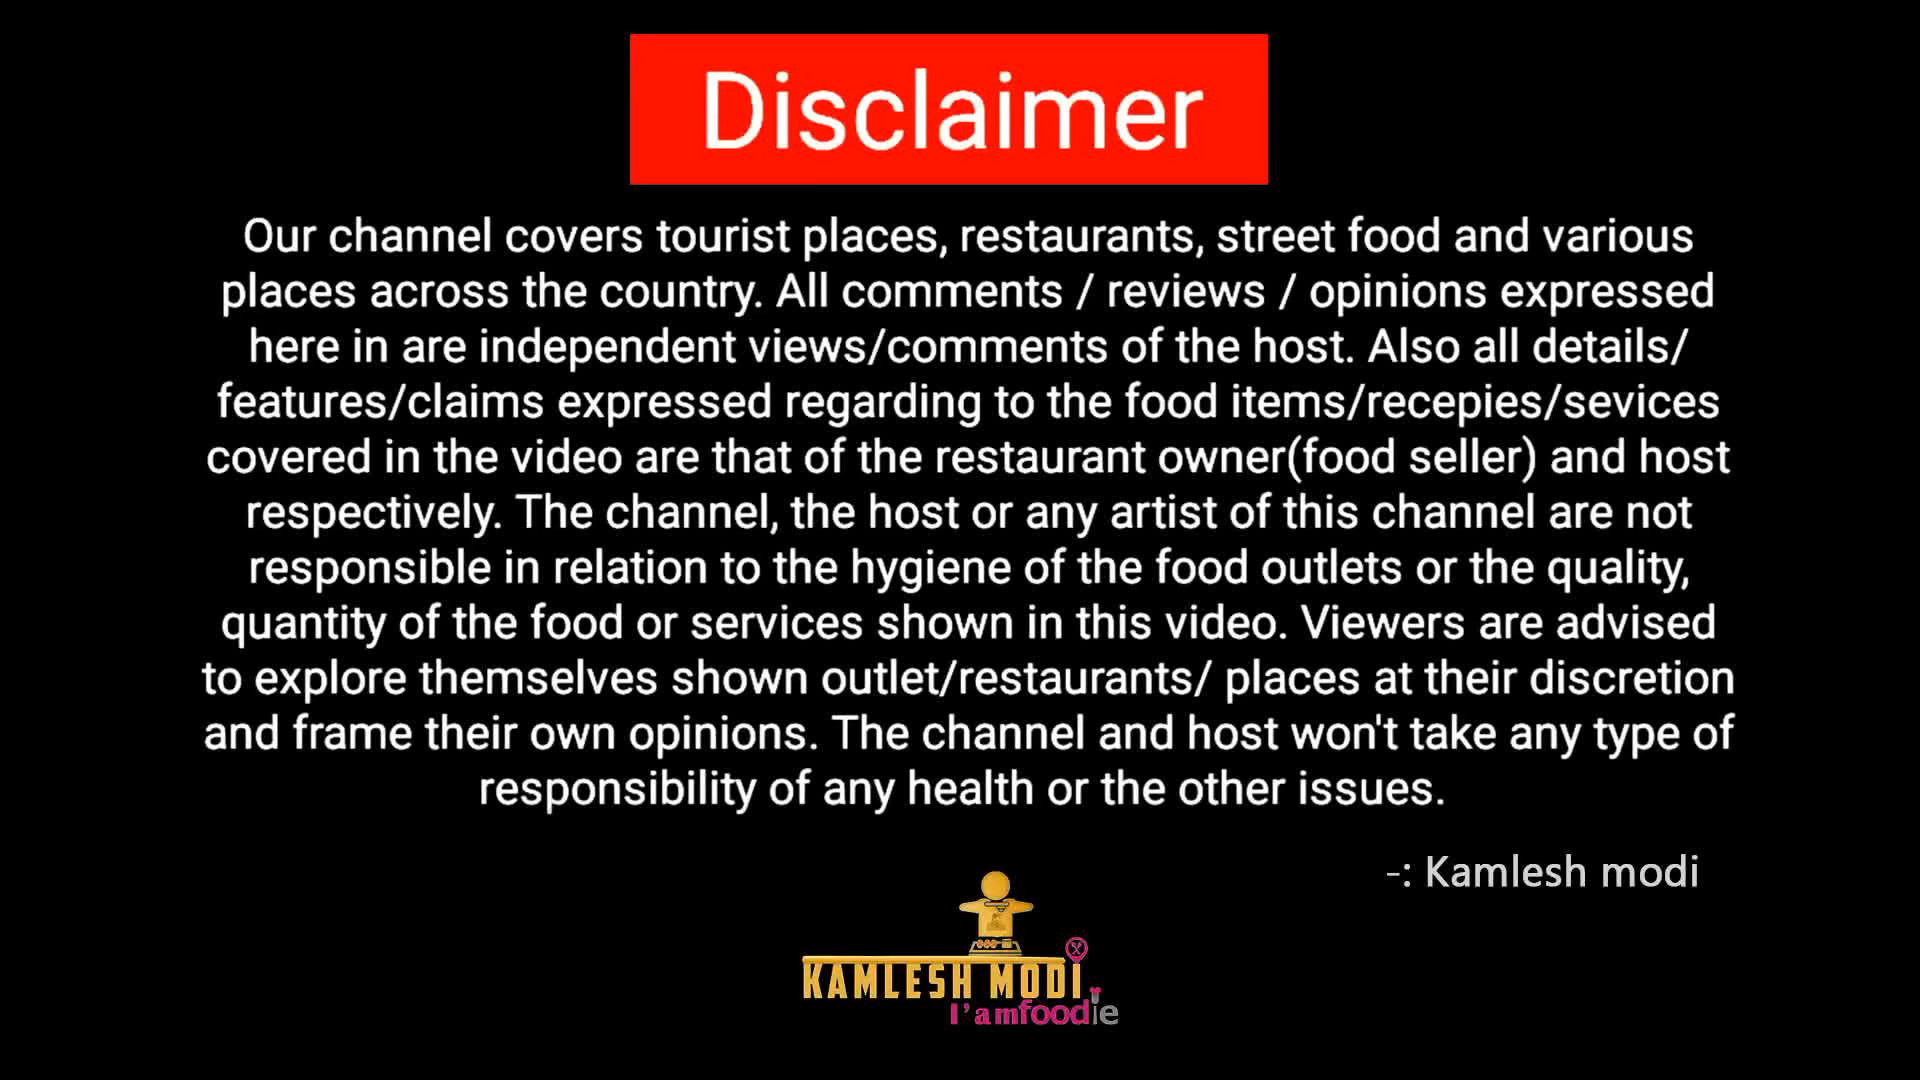 Disclaimer
Our channel covers tourist places, restaurants, street food and various
places across the country. All comments / reviews / opinions expressed
here in are independent views/comments of the host. Also all details/
features/claims expressed regarding to the food items/recepies/sevices
covered in the video are that of the restaurant owner(food seller) and host
respectively. The channel, the host or any artist of this channel are not
responsible in relation to the hygiene of the food outlets or the quality,
quantity of the food or services shown in this video. Viewers are advised
to explore themselves shown outlet/restaurants/ places at their discretion
and frame their own opinions. The channel and host won't take any type of
responsibility of any health or the other issues.
-: Kamlesh modi
KAMLESH MODI
I'amfoodie